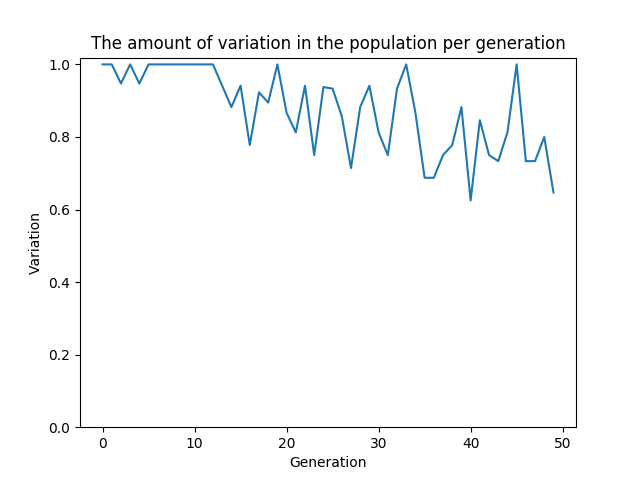 The amount of variation in the population per generation
1.0
0.8
0.6
0.4
0.2
0.0
Variation
0 10 20 30 40 50
Generation